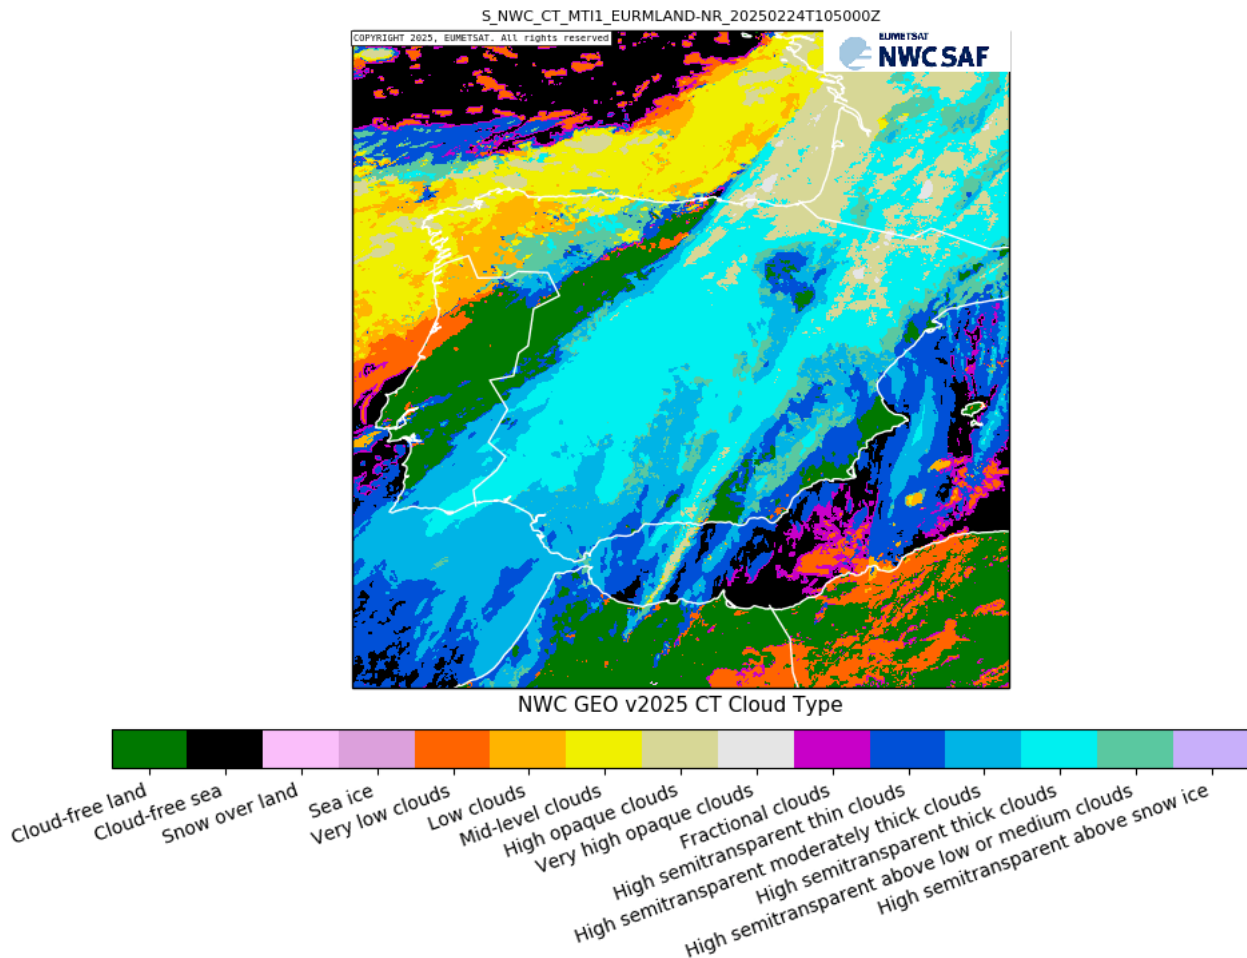 S_NWC_CT_MTI1_EURMLAND-NR_20250224T105000Z
COPYRIGHT 2025, EUMETSAT. All rights reserved
EUMETSAT
NWC SAF
NWC GEO v2025 CT Cloud Type
Cloud-free land
Cloud-free sea
Snow over land
Sea ice
Very low clouds
Low clouds
Mid-level clouds
High opaque clouds
Very high opaque clouds
Fractional clouds
High semitransparent thin clouds
High semitransparent moderately thick clouds
High semitransparent thick clouds
High semitransparent above low or medium clouds
High semitransparent above snow ice